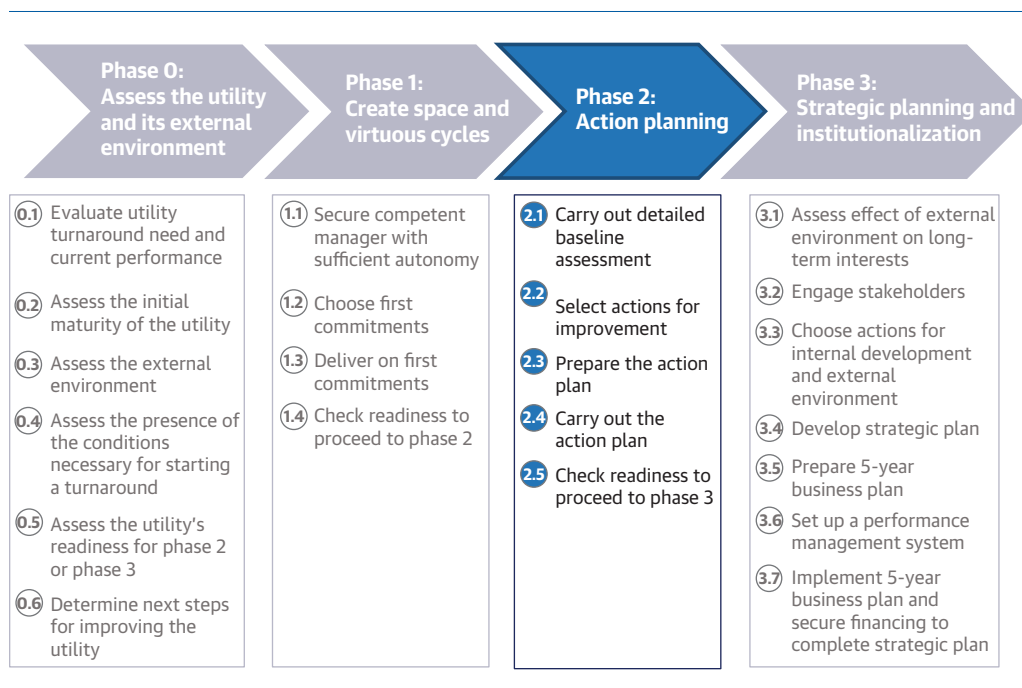 Phase 0:
Assess the utility
and its external
environment
Phase 1:
Create space and
virtuous cycles
Phase 2:
Action planning
Phase 3:
Strategic planning and
institutionalization
0.1 Evaluate utility
turnaround need and
current performance
0.2 Assess the initial
maturity of the utility
0.3 Assess the external
environment
0.4 Assess the presence of
the conditions
necessary for starting
a turnaround
0.5 Assess the utility's
readiness for phase 2
or phase 3
0.6 Determine next steps
for improving the
utility
1.1 Secure competent
manager with
sufficient autonomy
1.2 Choose first
commitments
1.3 Deliver on first
commitments
1.4 Check readiness to
proceed to phase 2
2.1 Carry out detailed
baseline
assessment
2.2 Select actions for
improvement
2.3 Prepare the action
plan
2.4 Carry out the
action plan
2.5 Check readiness to
proceed to phase 3
3.1 Assess effect of external
environment on long-
term interests
3.2 Engage stakeholders
3.3 Choose actions for
internal development
and external
environment
3.4 Develop strategic plan
3.5 Prepare 5-year
business plan
3.6 Set up a performance
management system
3.7 Implement 5-year
business plan and
secure financing to
complete strategic plan